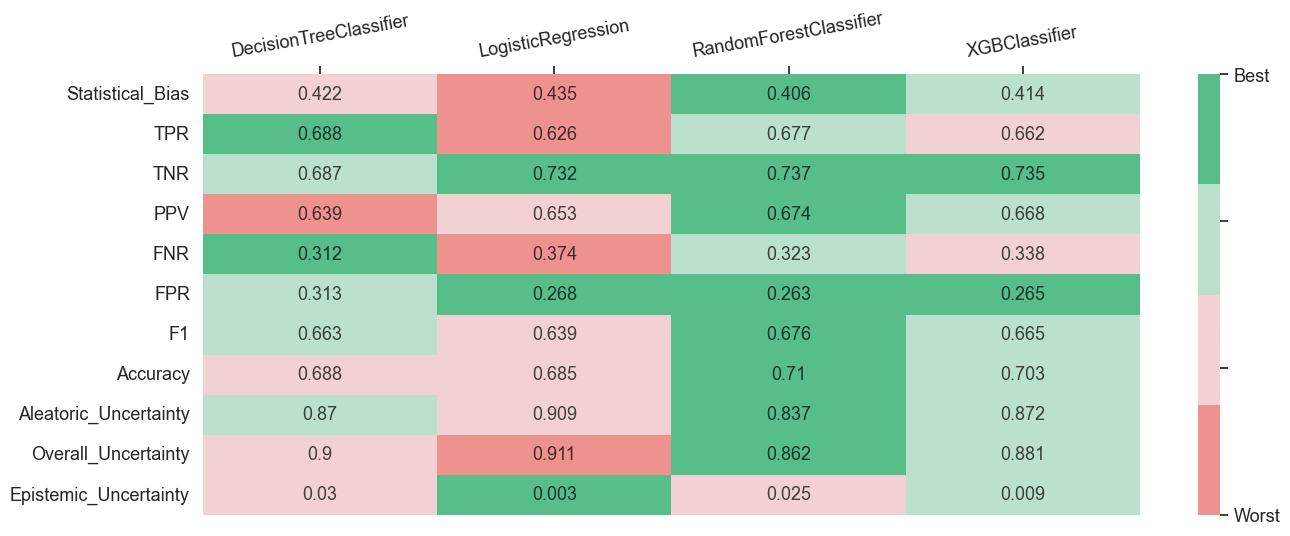 DecisionTreeClassifier LogisticRegression RandomForestClassifier XGBClassifier
Best
Statistical_Bias 0.422 0.435 0.406 0.414
TPR 0.688 0.626 0.677 0.662
TNR 0.687 0.732 0.737 0.735
PPV 0.639 0.653 0.674 0.668
FNR 0.312 0.374 0.323 0.338
FPR 0.313 0.268 0.263 0.265
F1 0.663 0.639 0.676 0.665
Accuracy 0.688 0.685 0.71 0.703
Aleatoric_Uncertainty 0.87 0.909 0.837 0.872
Overall_Uncertainty 0.9 0.911 0.862 0.881
Epistemic_Uncertainty 0.03 0.003 0.025 0.009
Worst